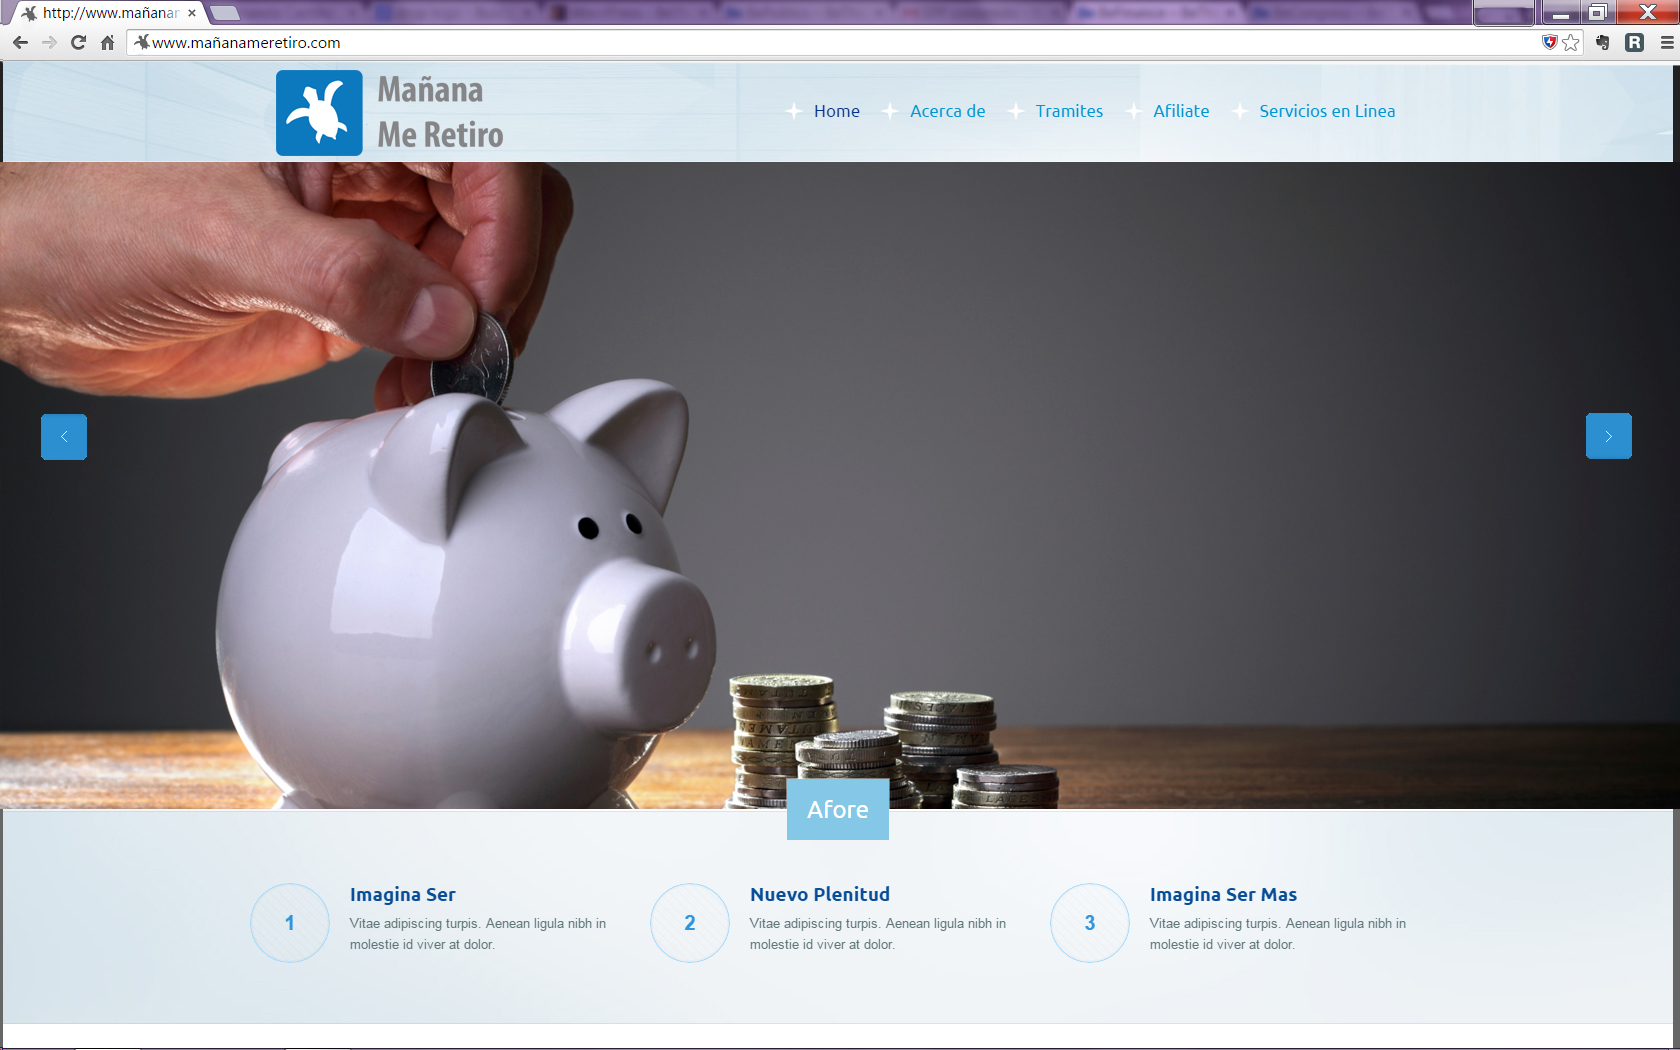 http://www.mañanar
www.mañanameretiro.com
Mañana
Me Retiro
Home
Acerca de
Tramites
Afiliate
Servicios en Linea
Afore
1
Imagina Ser
Vitae adipiscing turpis. Aenean ligula nibh in
molestie id viver at dolor.
2
Nuevo Plenitud
Vitae adipiscing turpis. Aenean ligula nibh in
molestie id viver at dolor.
3
Imagina Ser Mas
Vitae adipiscing turpis. Aenean ligula nibh in
molestie id viver at dolor.